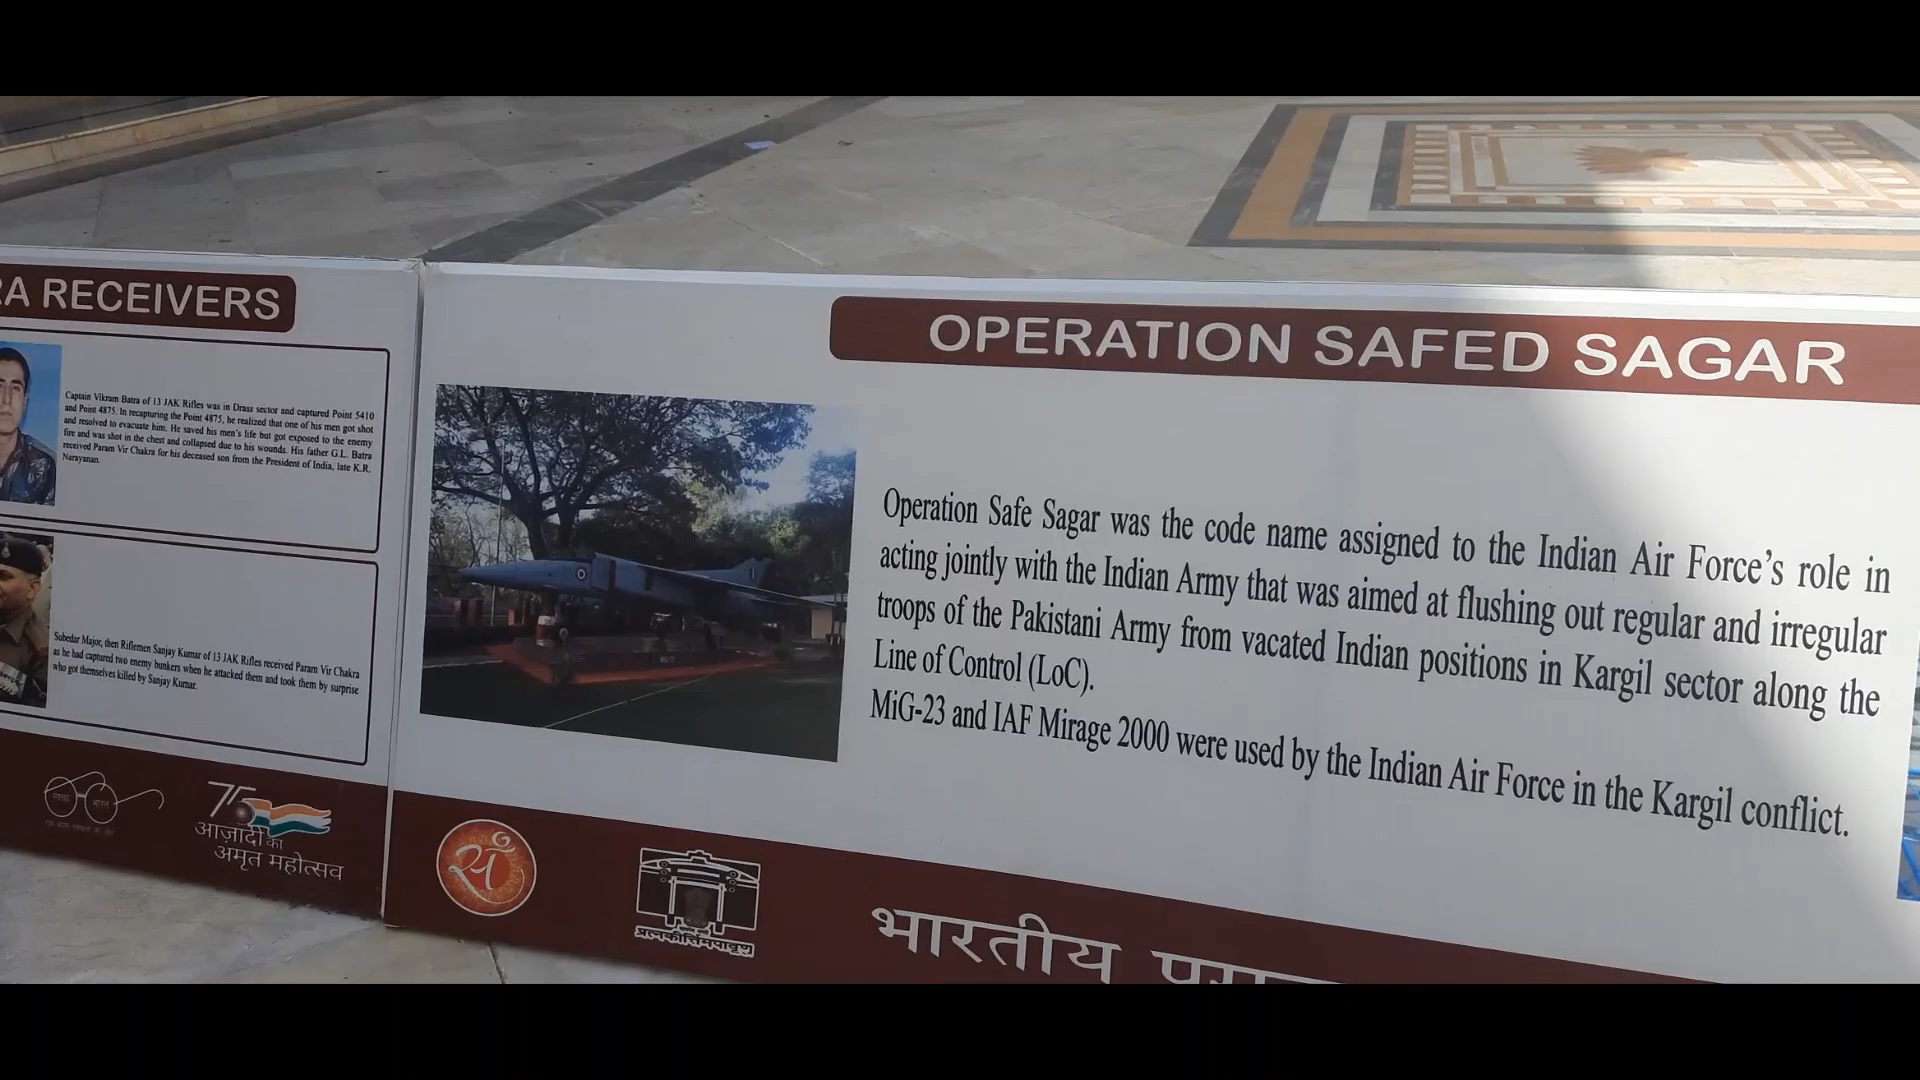 RA RECEIVERS
Captain Vikram Batra of 13 JAK Rifles was in Drass sector and captured Point 5410
and Point 4875. In recapturing the Point 4875, he realized that one of his men got shot
and resolved to evacuate him. He saved his men's life but got exposed to the enemy
fire and was shot in the chest and collapsed due to his wounds. His father G.L. Batra
received Param Vir Chakra for his deceased son from the President of India, late K.R.
Narayanan.
Subedar Major, then Riflemen Sanjay Kumar of 13 JAK Rifles received Param Vir Chakra
as he had captured two enemy bunkers when he attacked them and took them by surprise
who got themselves killed by Sanjay Kumar.
स्वच्छ भारत
75
आज़ादी का
अमृत महोत्सव
OPERATION SAFED SAGAR
Operation Safe Sagar was the code name assigned to the Indian Air Force's role in
acting jointly with the Indian Army that was aimed at flushing out regular and irregular
troops of the Pakistani Army from vacated Indian positions in Kargil sector along the
Line of Control (LoC).
MiG-23 and IAF Mirage 2000 were used by the Indian Air Force in the Kargil conflict.
सं
प्रत्नकीर्तिमपावृणु
भारतीय